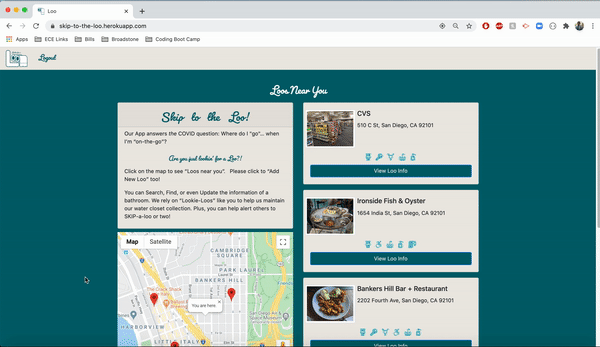 Loo
skip-to-the-loo.herokuapp.com
Apps
ECE Links
Bills
Broadstone
Coding Boot Camp
Logout
Loos Near You
Skip to the Loo!
Our App answers the COVID question: Where do I "go"... when
I'm "on-the-go"?
Are you just lookin' for a Loo?!
Click on the map to see "Loos near you". Please click to "Add
New Loo" too!
You can Search, Find, or even Update the information of a
bathroom. We rely on "Lookie-Loos" like you to help us maintain
our water closet collection. Plus, you can help alert others to
SKIP-a-loo or two!
Map
Satellite
CAMBRIDGE
SQUARE
PARK LAUREL
BANKERS HILL
You are here
HARBORVIEW
LITTLE ITALY
CVS
510 C St, San Diego, CA 92101
View Loo Info
Ironside Fish & Oyster
1654 India St, San Diego, CA 92101
View Loo Info
Bankers Hill Bar + Restaurant
2202 Fourth Ave, San Diego, CA 92101
View Loo Info